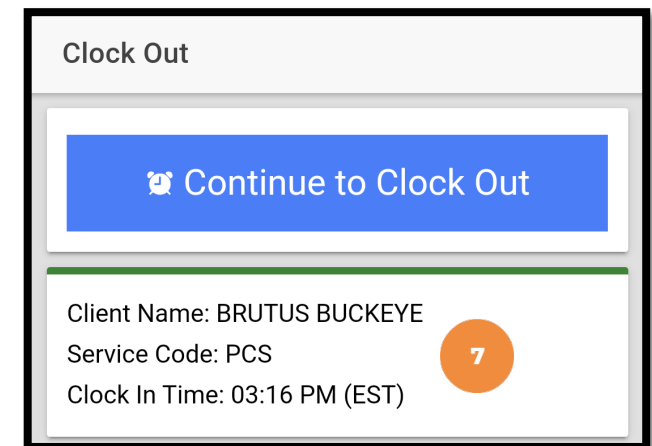 Clock Out
Continue to Clock Out
Client Name: BRUTUS BUCKEYE
Service Code: PCS
7
Clock In Time: 03:16 PM (EST)